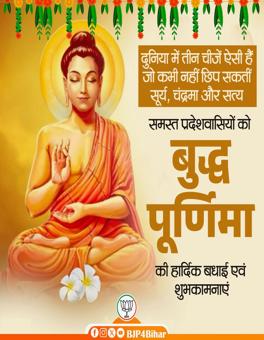 दुनिया में तीन चीजें ऐसी हैं
जो कभी नहीं छिप सकतीं
सूर्य, चंद्रमा और सत्य
समस्त प्रदेशवासियों को
बुद्ध
पूर्णिमा
की हार्दिक बधाई एवं
शुभकामनाएं
BJP4Bihar